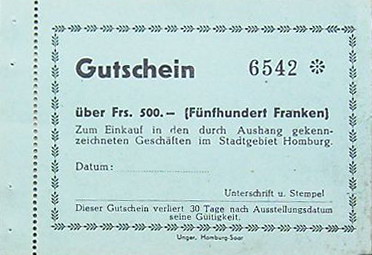 Gutschein 6542 ❊
über Frs. 500.— (Fünfhundert Franken)
Zum Einkauf in den durch Aushang gekenn-
zeichneten Geschäften im Stadtgebiet Homburg.
Datum:
Unterschrift u. Stempel
Dieser Gutschein verliert 30 Tage nach Ausstellungsdatum
seine Gültigkeit.
Unger, Homburg-Saar